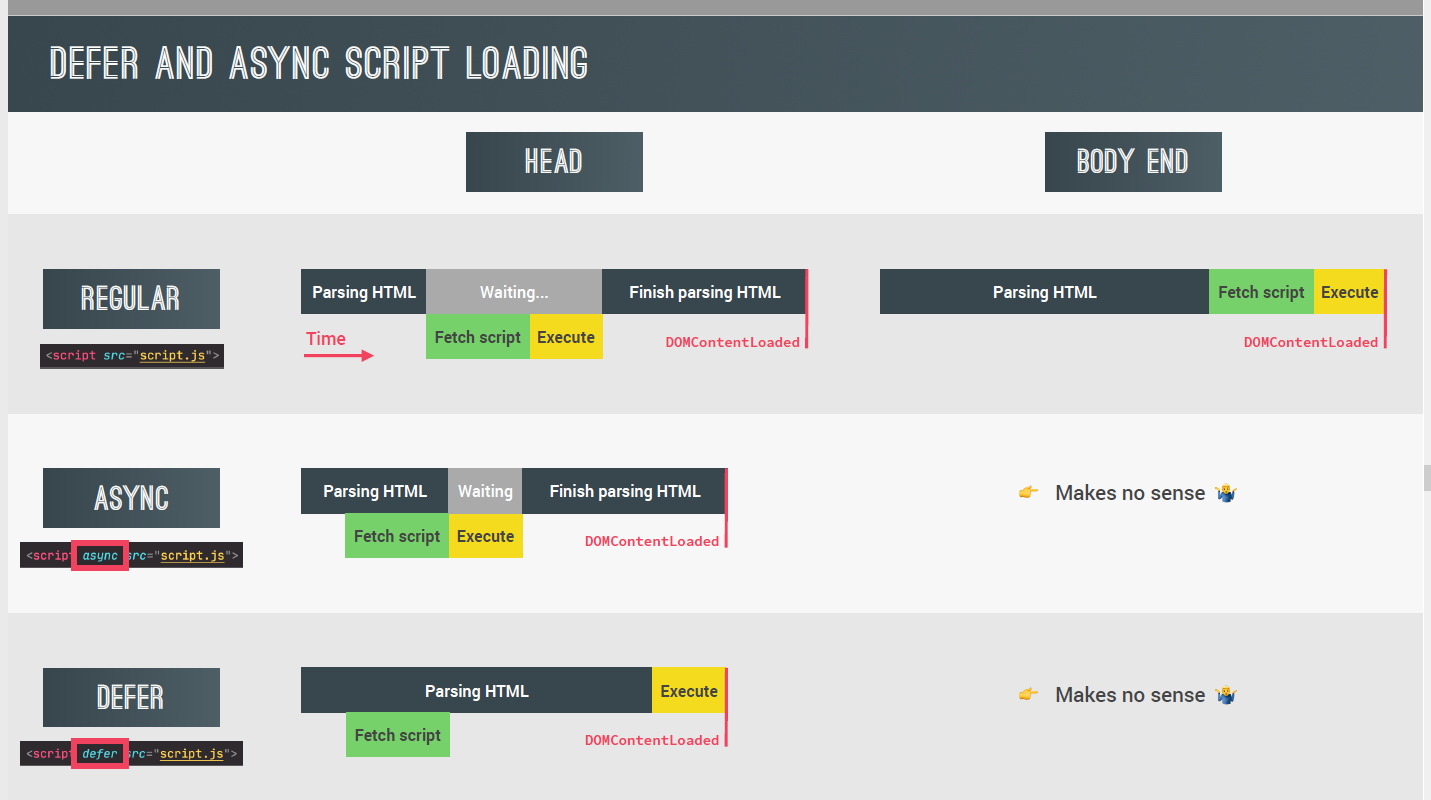 DEFER AND ASYNC SCRIPT LOADING
HEAD
BODY END
REGULAR
<script src="script.js">
Parsing HTML
Waiting...
Finish parsing HTML
Fetch script
Execute
Time
DOMContentLoaded
Parsing HTML
Fetch script
Execute
DOMContentLoaded
ASYNC
<script async src="script.js">
Parsing HTML
Waiting
Finish parsing HTML
Fetch script
Execute
DOMContentLoaded
👉 Makes no sense 🤷‍♂️
DEFER
<script defer src="script.js">
Parsing HTML
Execute
Fetch script
DOMContentLoaded
👉 Makes no sense 🤷‍♂️